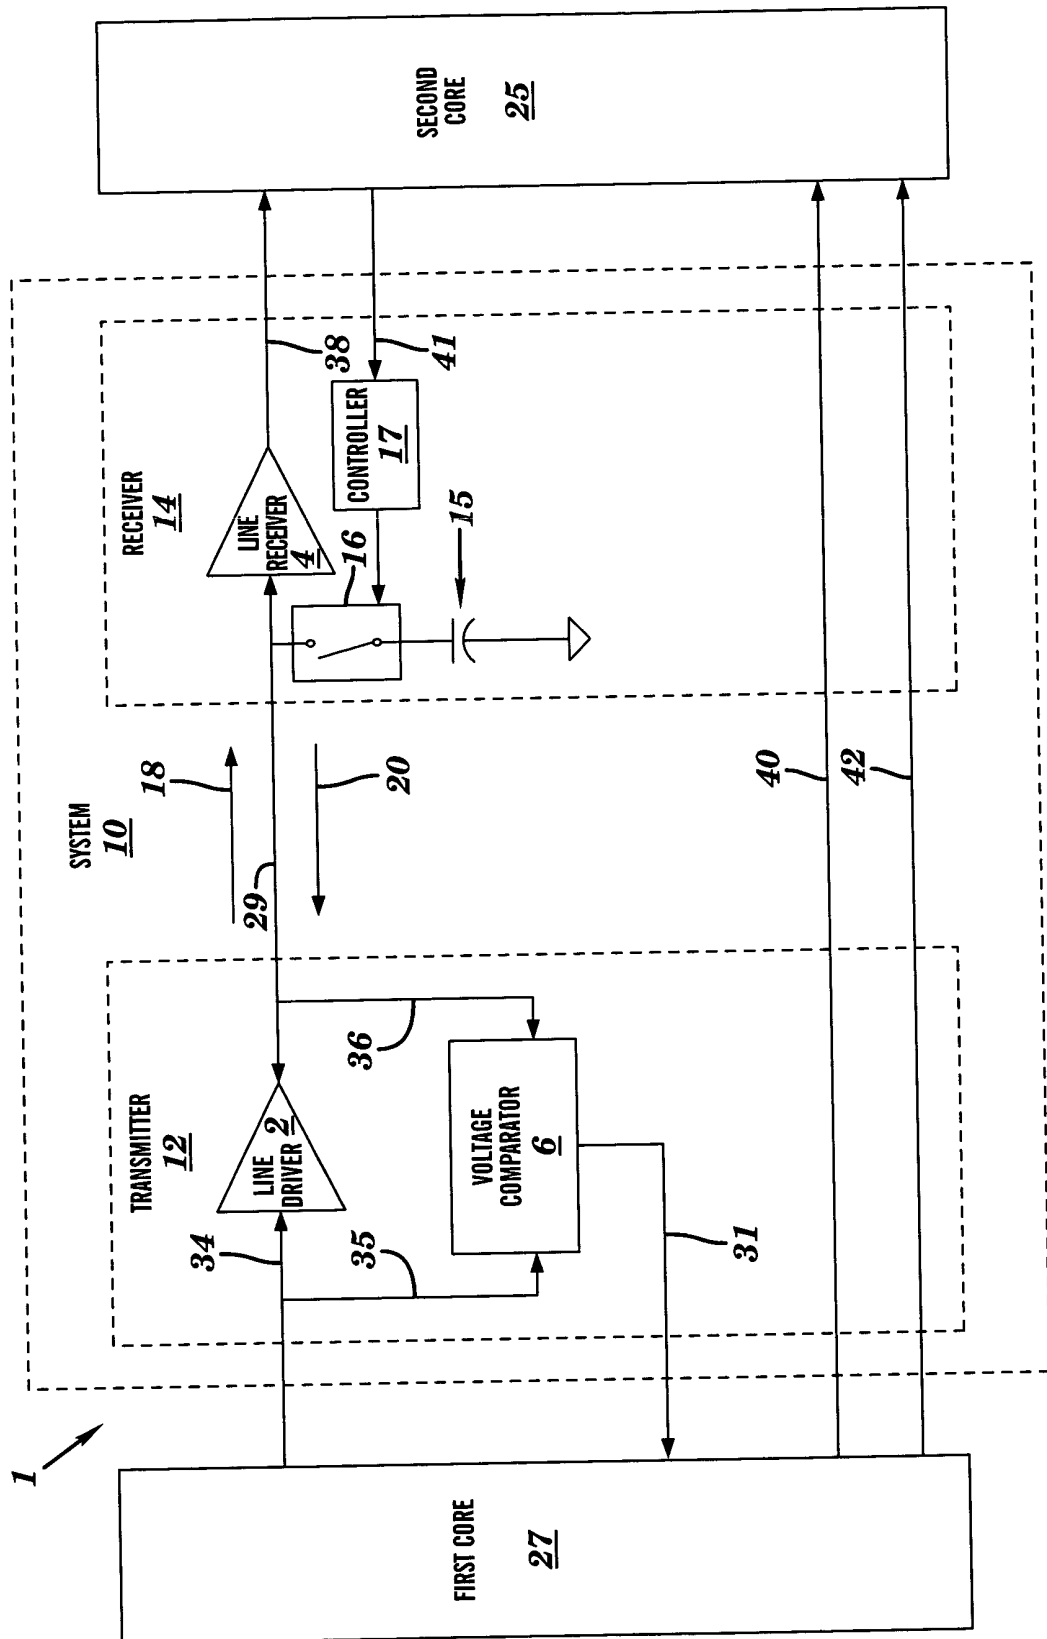 1
SYSTEM
10
TRANSMITTER
12
RECEIVER
14
FIRST CORE
27
SECOND
CORE
25
34
LINE
DRIVER
2
35
36
VOLTAGE
COMPARATOR
6
31
18
29
20
LINE
RECEIVER
4
38
16
CONTROLLER
17
41
15
40
42